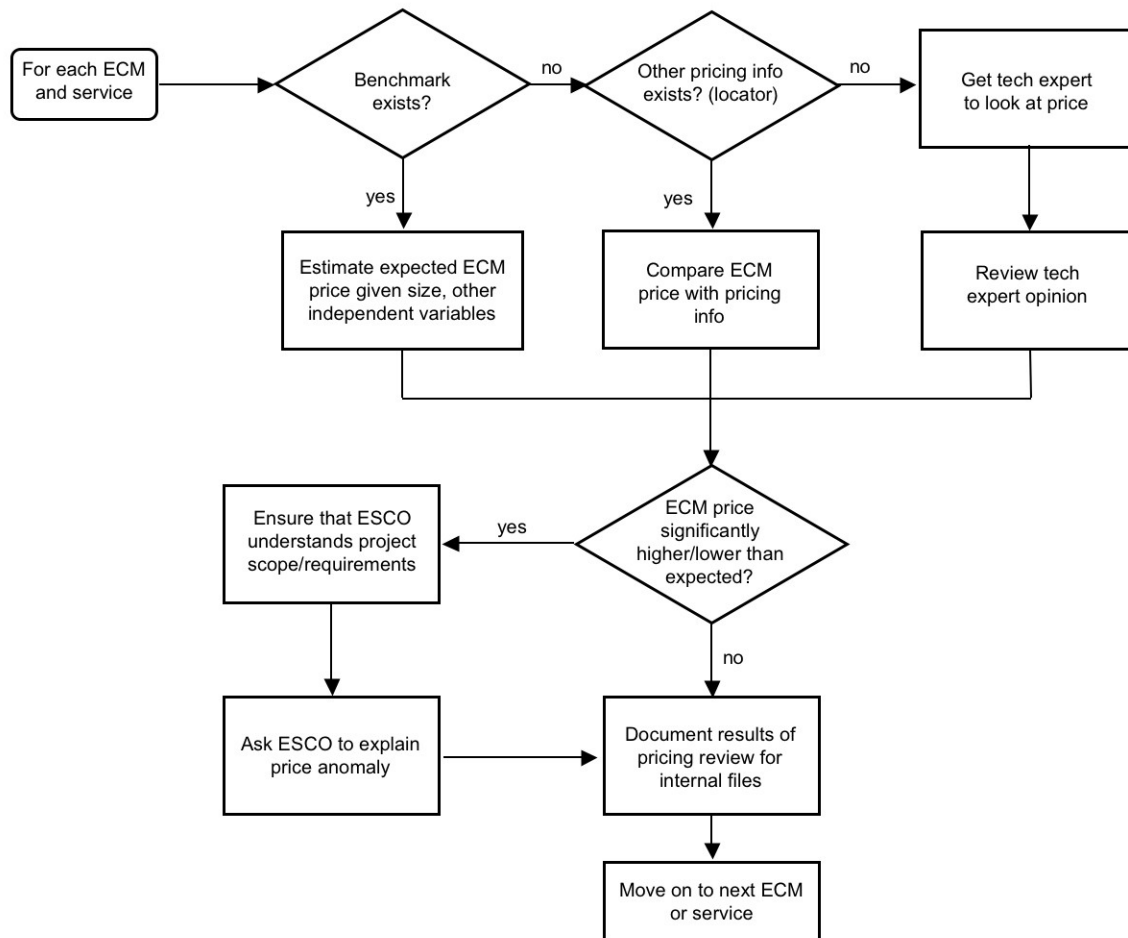 For each ECM
and service
Benchmark
exists?
no
Other pricing info
exists? (locator)
no
Get tech expert
to look at price
yes
yes
Estimate expected ECM
price given size, other
independent variables
Compare ECM
price with pricing
info
Review tech
expert opinion
ECM price
significantly
higher/lower than
expected?
yes
Ensure that ESCO
understands project
scope/requirements
no
Ask ESCO to explain
price anomaly
Document results of
pricing review for
internal files
Move on to next ECM
or service